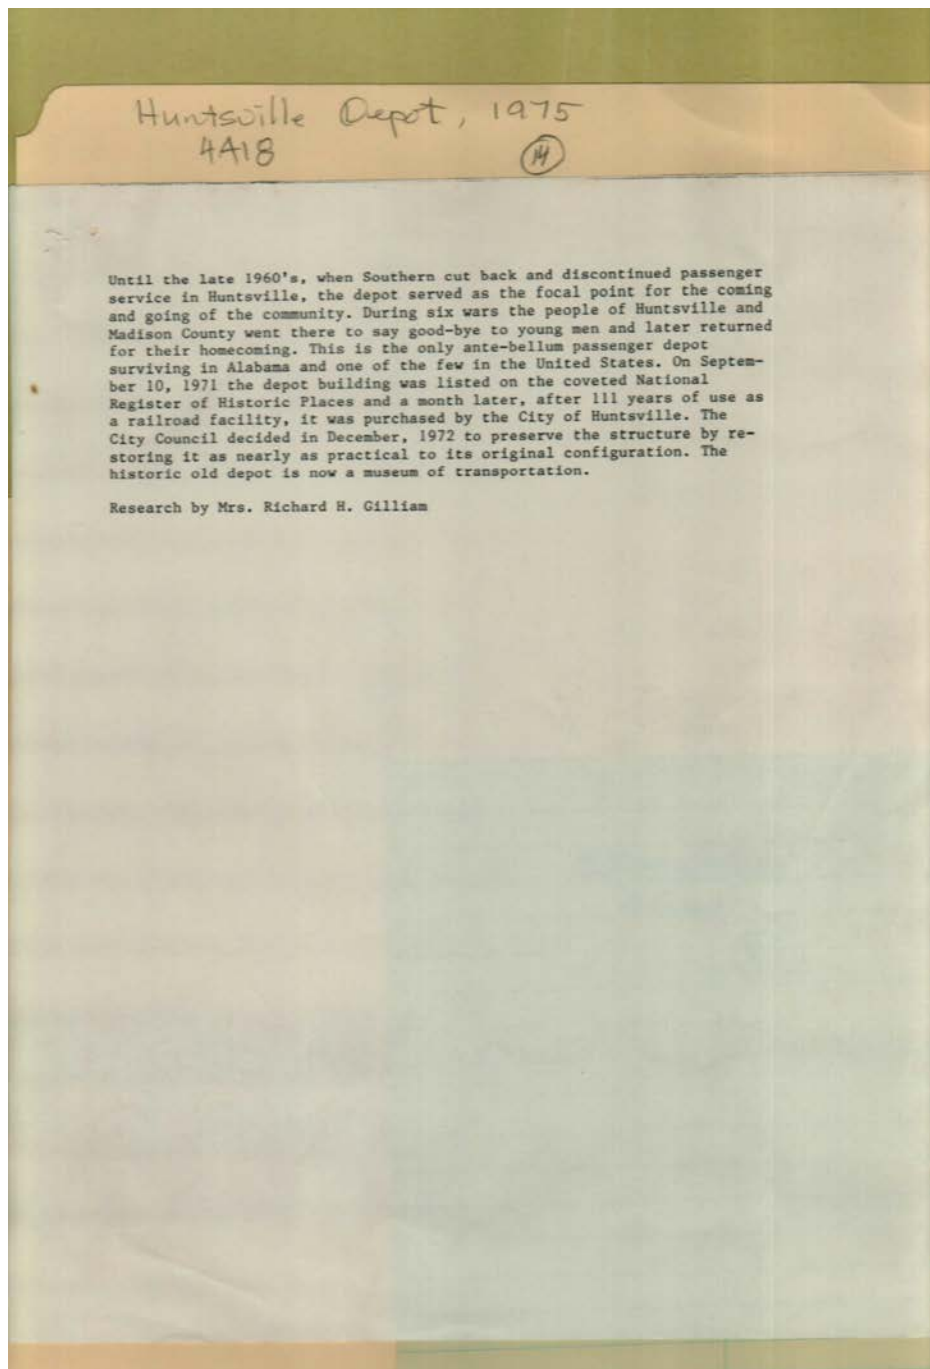 Huntsville Depot, 1975
4A18 14
Until the late 1960's, when Southern cut back and discontinued passenger
service in Huntsville, the depot served as the focal point for the coming
and going of the community. During six wars the people of Huntsville and
Madison County went there to say good-bye to young men and later returned
for their homecoming. This is the only ante-bellum passenger depot
surviving in Alabama and one of the few in the United States. On Septem-
ber 10, 1971 the depot building was listed on the coveted National
Register of Historic Places and a month later, after 111 years of use as
a railroad facility, it was purchased by the City of Huntsville. The
City Council decided in December, 1972 to preserve the structure by re-
storing it as nearly as practical to its original configuration. The
historic old depot is now a museum of transportation.
Research by Mrs. Richard H. Gilliam